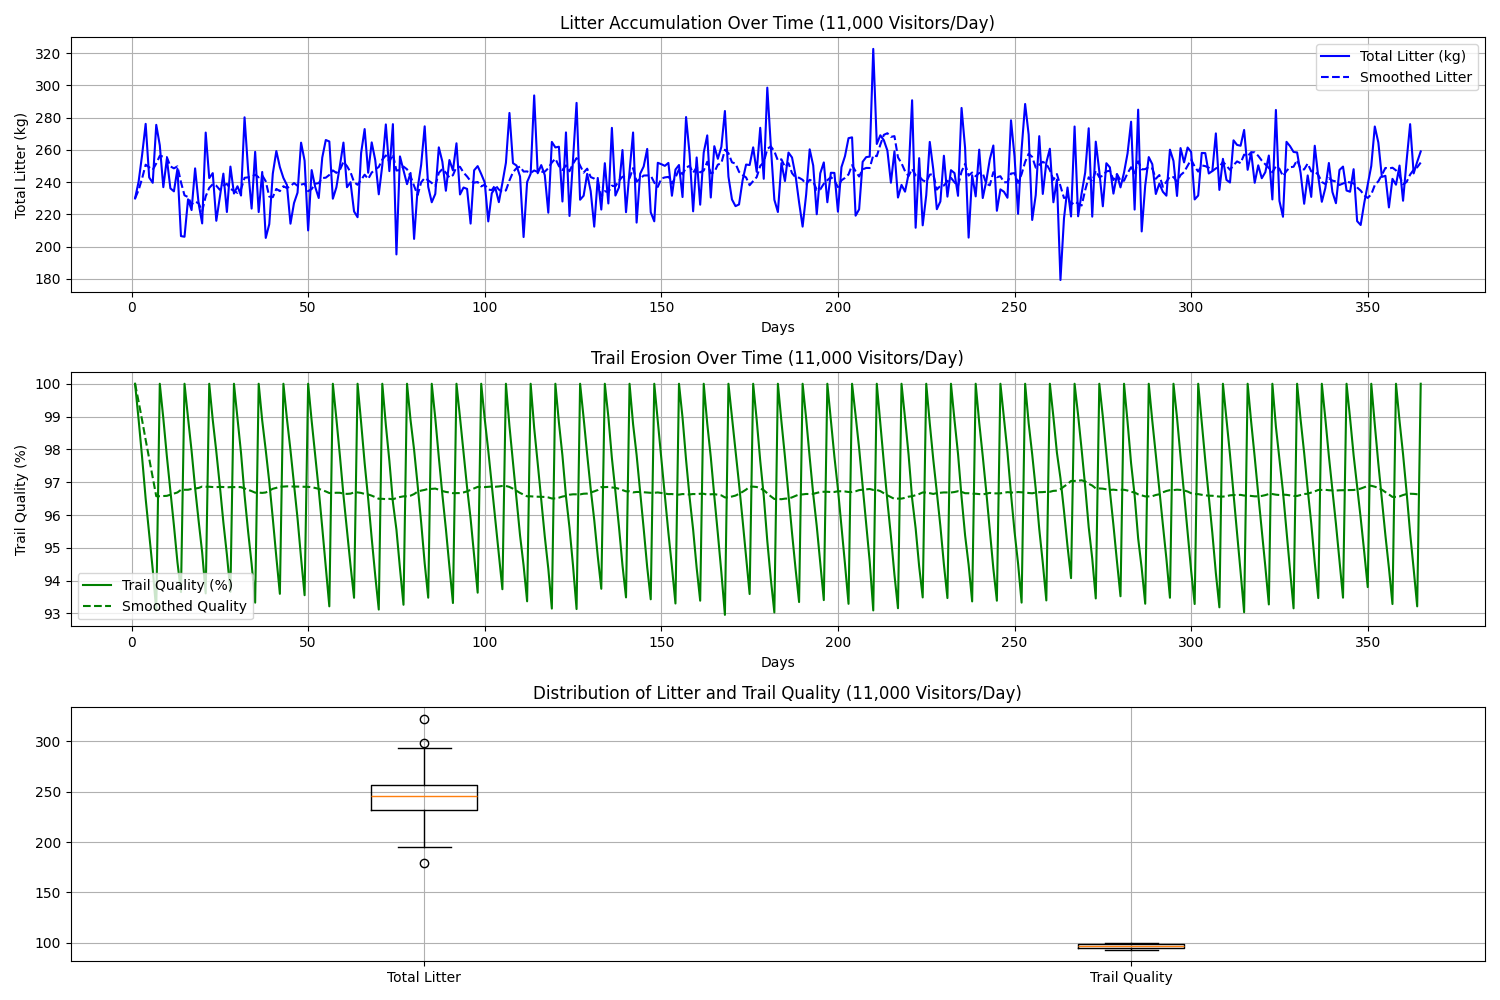 Litter Accumulation Over Time (11,000 Visitors/Day)
Total Litter (kg)
320
300
280
260
240
220
200
180
Total Litter (kg)
Smoothed Litter
0 50 100 150 200 250 300 350
Days
Trail Erosion Over Time (11,000 Visitors/Day)
Trail Quality (%)
100
99
98
97
96
95
94
93
Trail Quality (%)
Smoothed Quality
0 50 100 150 200 250 300 350
Days
Distribution of Litter and Trail Quality (11,000 Visitors/Day)
300
250
200
150
100
Total Litter Trail Quality